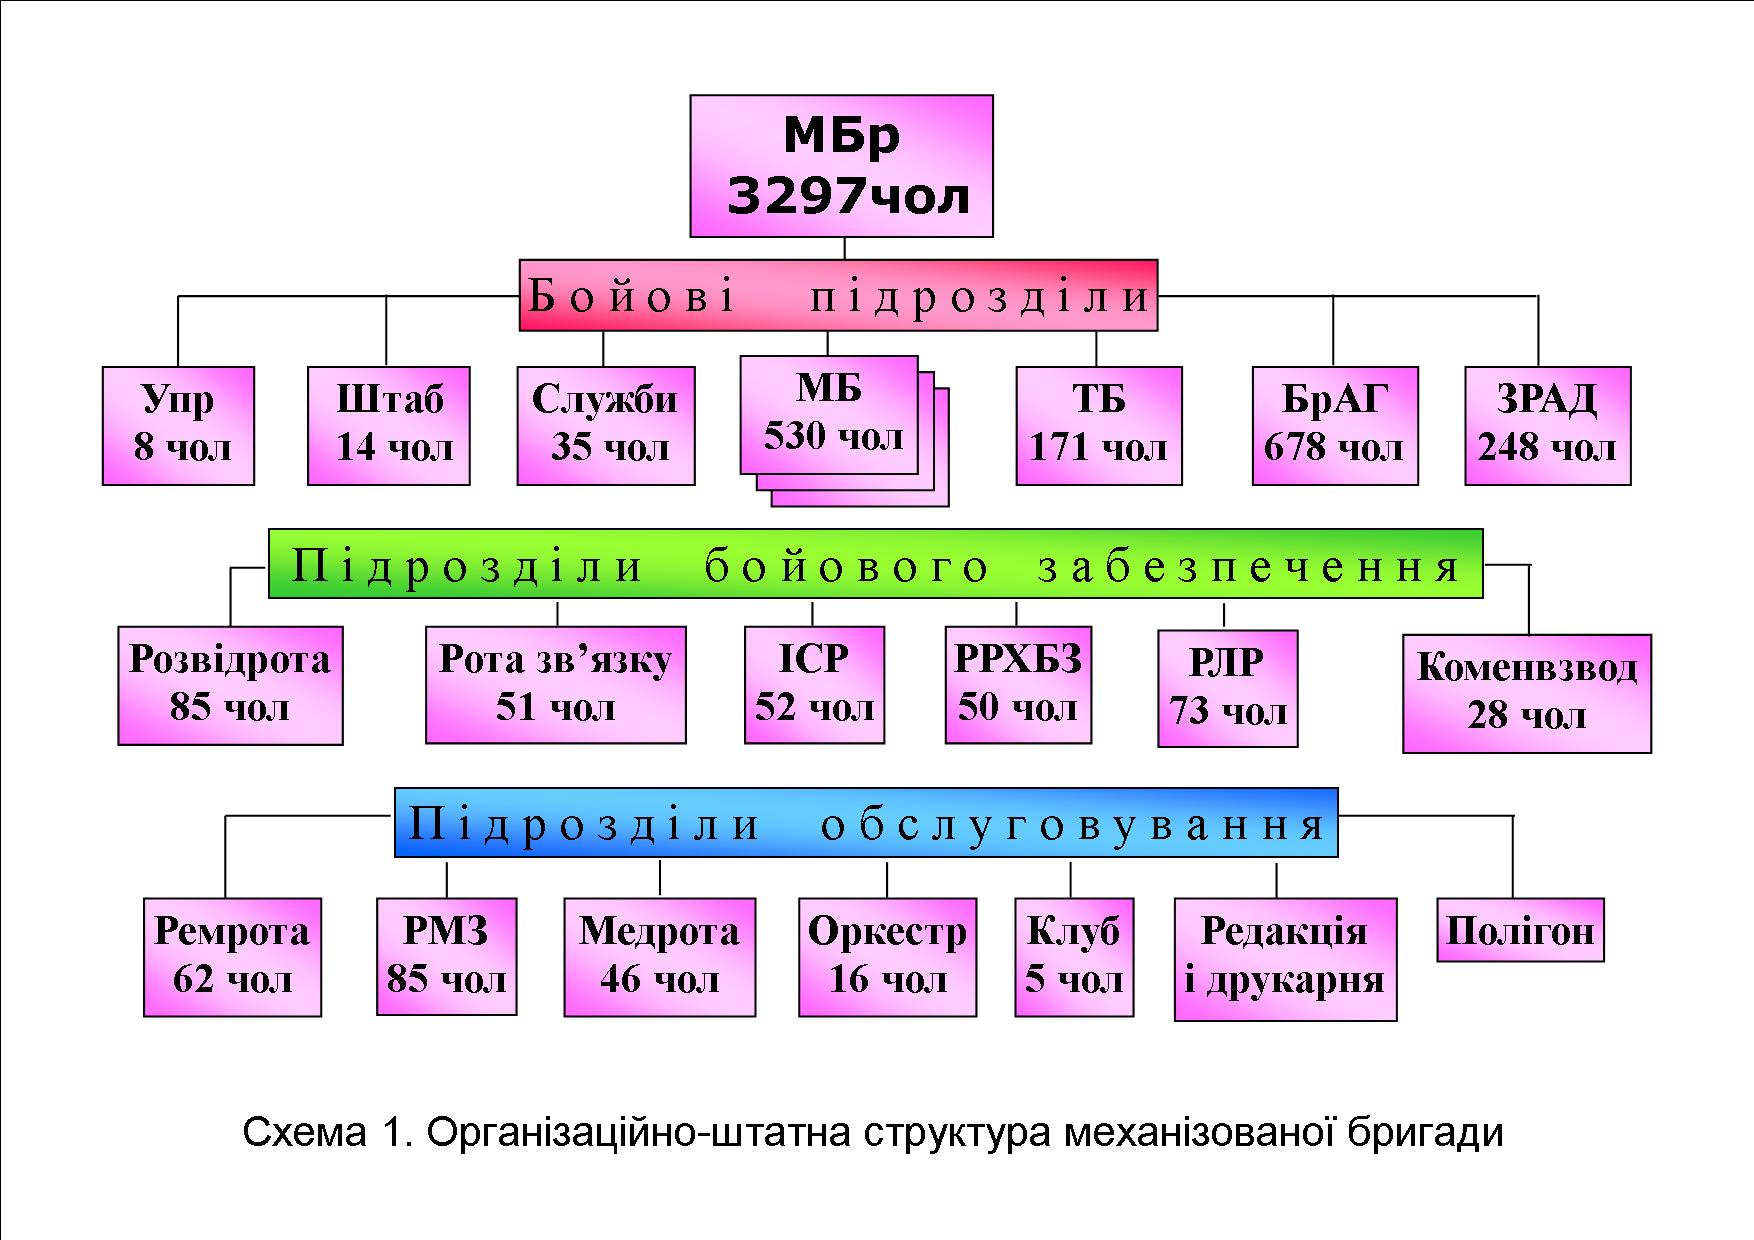 МБр
3297чол
Бойові підрозділи
Упр
8 чол
Штаб
14 чол
Служби
35 чол
МБ
530 чол
ТБ
171 чол
БрАГ
678 чол
ЗРАД
248 чол
Підрозділи бойового забезпечення
Розвідрота
85 чол
Рота зв’язку
51 чол
ІСР
52 чол
РРХБЗ
50 чол
РЛР
73 чол
Коменвзвод
28 чол
Підрозділи обслуговування
Ремрота
62 чол
РМЗ
85 чол
Медрота
46 чол
Оркестр
16 чол
Клуб
5 чол
Редакція
і друкарня
Полігон
Схема 1. Організаційно-штатна структура механізованої бригади